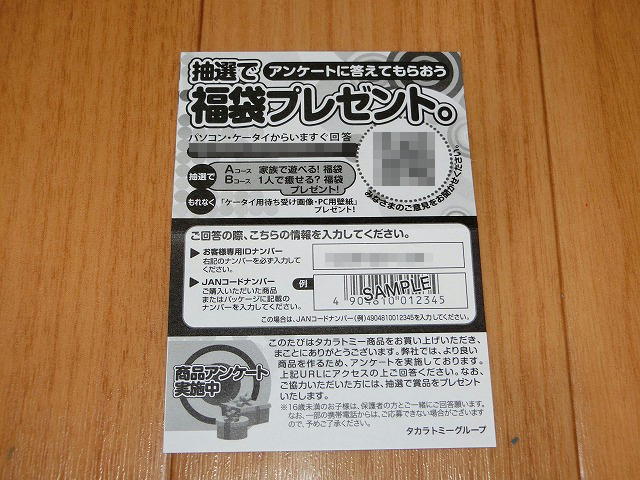 抽選で アンケートに答えてもらおう
福袋プレゼント。
パソコン・ケータイからいますぐ回答
抽選で
Aコース 家族で遊べる! 福袋
Bコース 1人で癒せる? 福袋
プレゼント!
もれなく
「ケータイ用待ち受け画像・PC用壁紙」
プレゼント!
みなさまのご意見をお聞かせください。
ご回答の際、こちらの情報を入力してください。
▶お客様専用IDナンバー
右記のナンバーを必ず入力して
ください。
▶JANコードナンバー
ご購入いただいた商品
またはパッケージに記載の
ナンバーを入力してください。
例
SAMPLE
4 904810 012345
この場合は、JANコードナンバー(例)4904810012345を入力してください。
商品アンケート
実施中
このたびはタカラトミー商品をお買い上げいただき、
まことにありがとうございます。弊社では、より良い
商品を作るため、アンケートを実施しております。
上記URLにアクセスの上ご回答ください。なお、
ご協力いただいた方には、抽選で賞品をプレゼント
いたします。
※16歳未満のお子様は、保護者の方とご一緒にご回答願います。
なお、一部の携帯電話からは、ご応募できない場合がございます
ので、予めご了承ください。
タカラトミーグループ